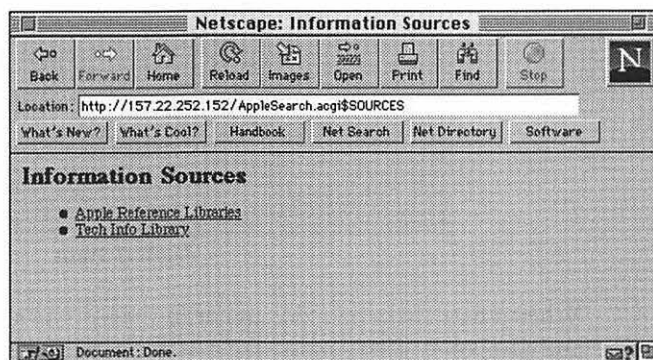 Netscape: Information Sources
Back Forward Home Reload Images Open Print Find Stop N
Location: http://157.22.252.152/AppleSearch.acgi$SOURCES
What's New? What's Cool? Handbook Net Search Net Directory Software
Information Sources
Apple Reference Libraries
Tech Info Library
Document: Done.
?